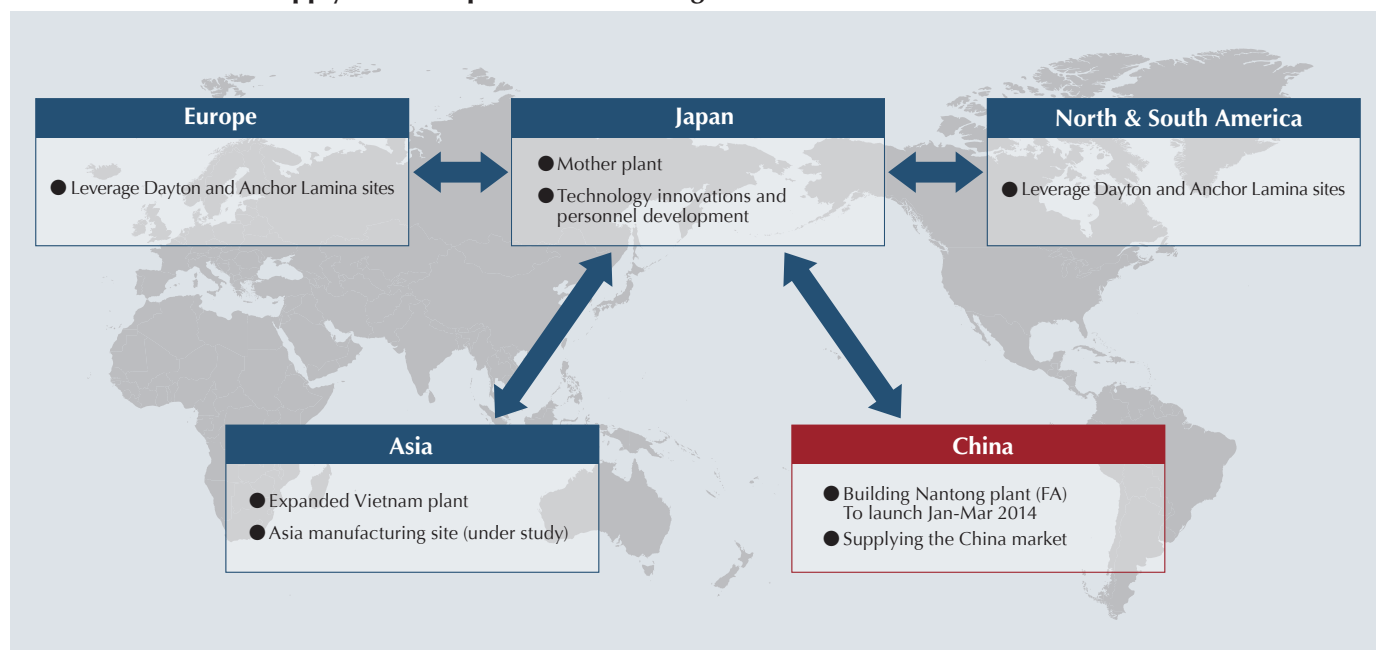 Europe
● Leverage Dayton and Anchor Lamina sites
Japan
● Mother plant
● Technology innovations and
personnel development
North & South America
● Leverage Dayton and Anchor Lamina sites
Asia
● Expanded Vietnam plant
● Asia manufacturing site (under study)
China
● Building Nantong plant (FA)
To launch Jan-Mar 2014
● Supplying the China market